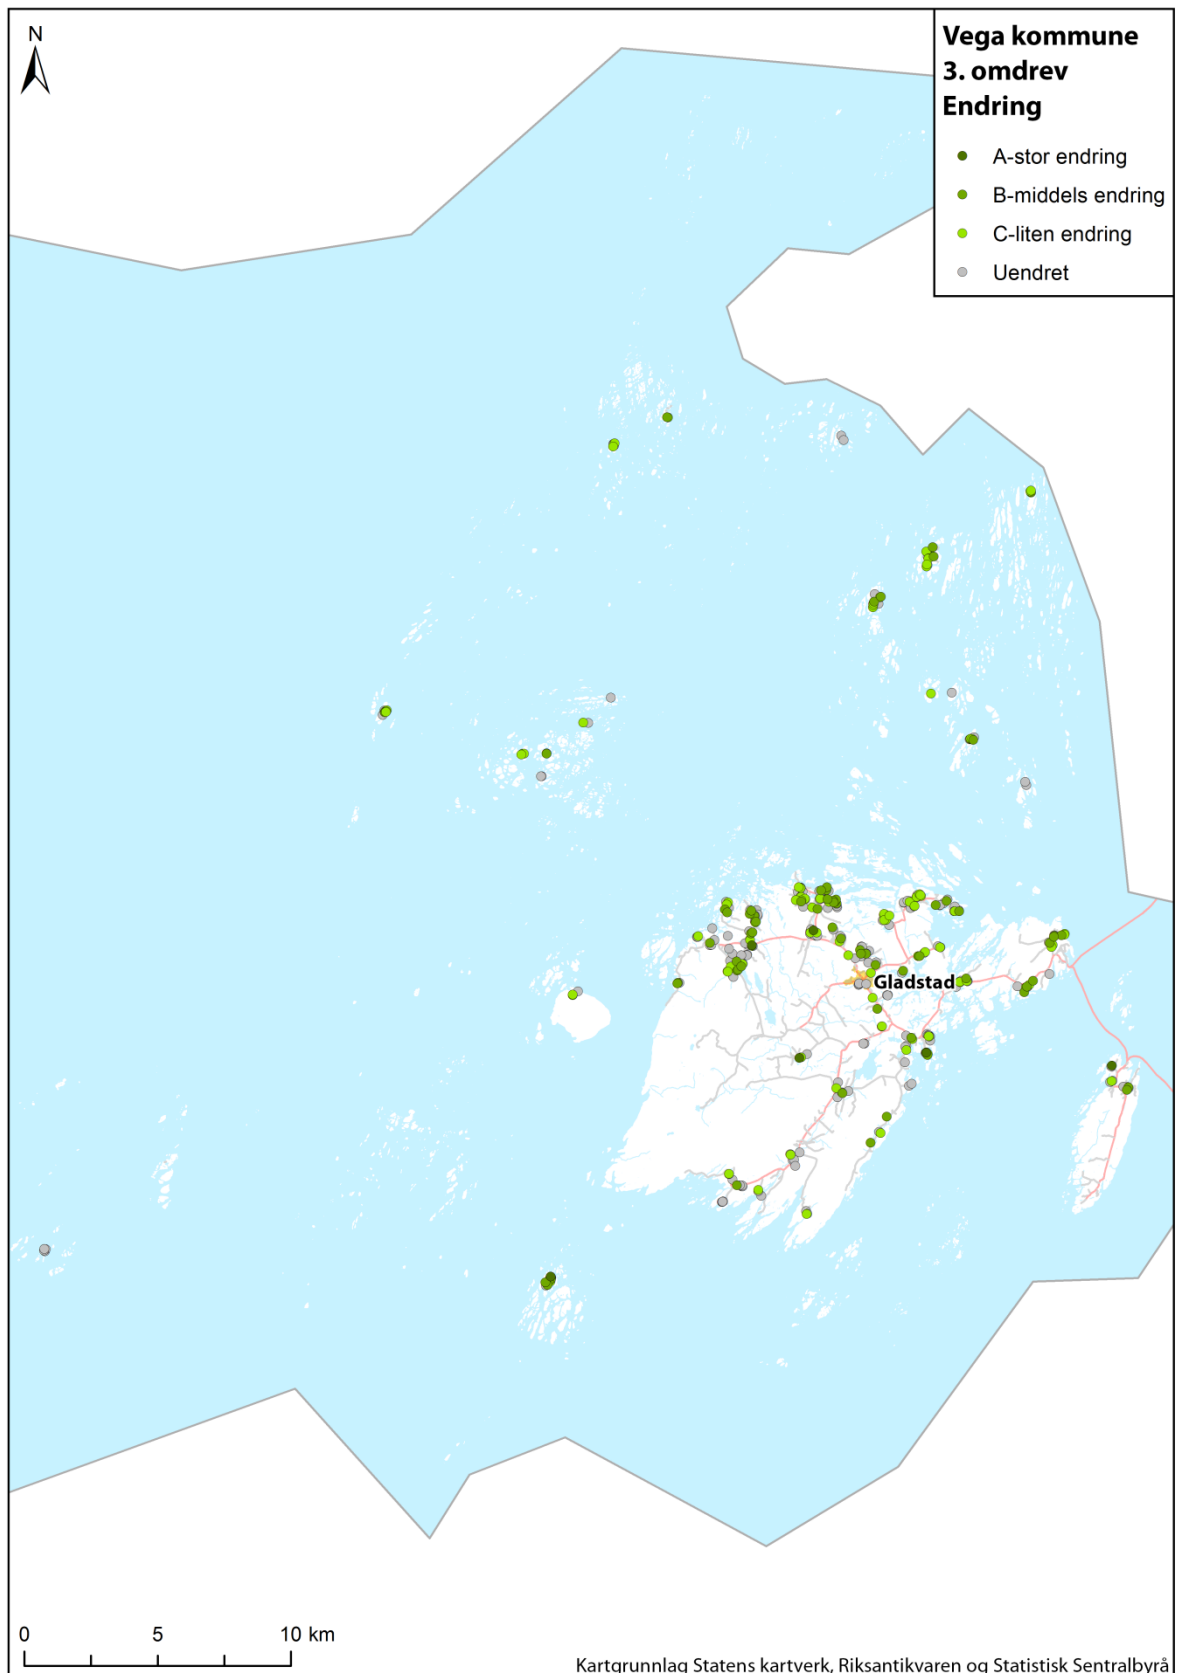 N
Vega kommune
3. omdrev
Endring
A-stor endring
B-middels endring
C-liten endring
Uendret
Gladstad
0 5 10 km
Kartgrunnlag Statens kartverk, Riksantikvaren og Statistisk Sentralbyrå